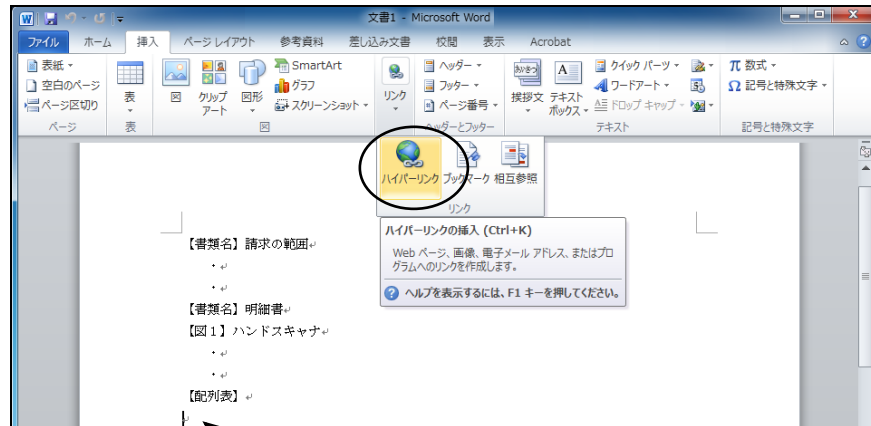 文書1 - Microsoft Word
ファイル ホーム 挿入 ページ レイアウト 参考資料 差し込み文書 校閲 表示 Acrobat
表紙
空白のページ
ページ区切り
ページ
表
表
図
クリップ
アート
図形
SmartArt
グラフ
スクリーンショット
図
リンク
ヘッダー
フッター
ページ番号
ヘッダーとフッター
挨拶文
テキスト
ボックス
クイック パーツ
ワードアート
ドロップ キャップ
テキスト
数式
記号と特殊文字
記号と特殊文字
ハイパーリンク ブックマーク 相互参照
リンク
ハイパーリンクの挿入 (Ctrl+K)
Web ページ、画像、電子メール アドレス、またはプロ
グラムへのリンクを作成します。
ヘルプを表示するには、F1 キーを押してください。
【書類名】請求の範囲
・
・
【書類名】明細書
【図1】ハンドスキャナ
・
・
【配列表】